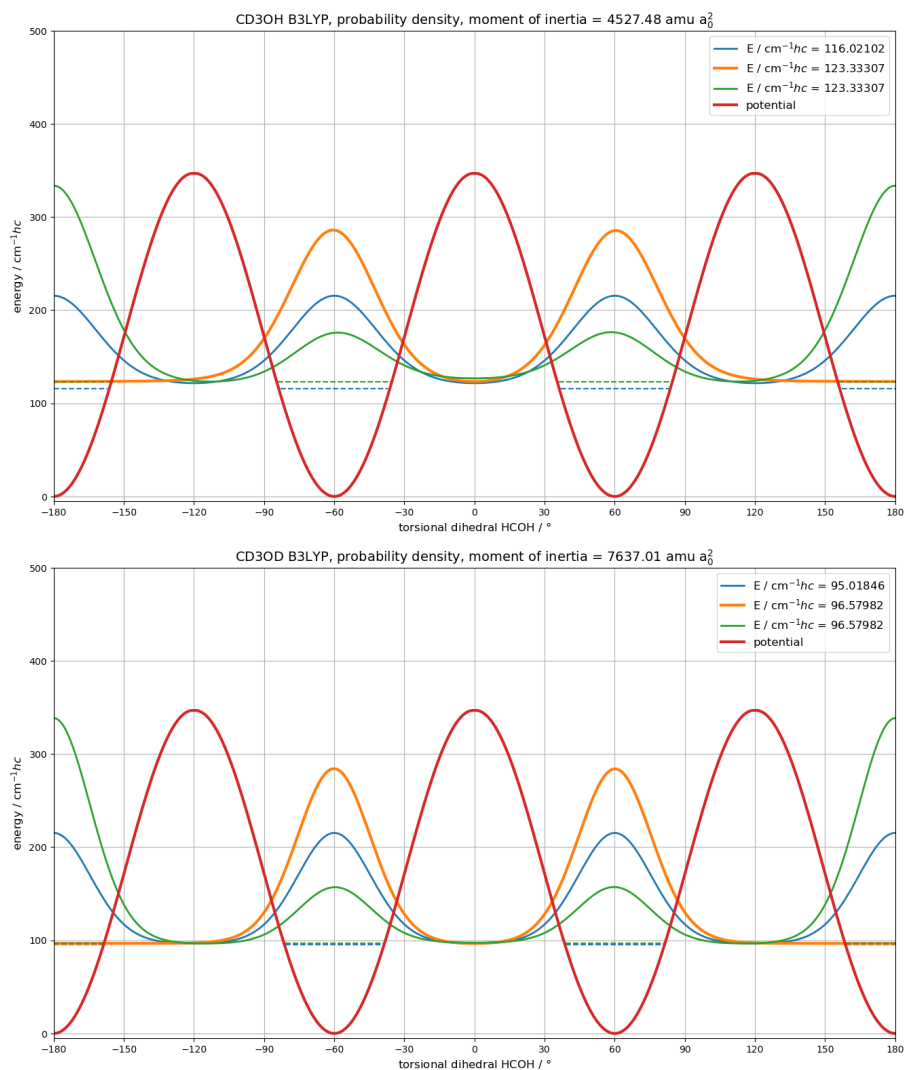 CD3OH B3LYP, probability density, moment of inertia = 4527.48 amu a₀²
500
400
300
200
100
0
energy / cm⁻¹hc
E / cm⁻¹hc = 116.02102
E / cm⁻¹hc = 123.33307
E / cm⁻¹hc = 123.33307
potential
−180 −150 −120 −90 −60 −30 0 30 60 90 120 150 180
torsional dihedral HCOH / °
CD3OD B3LYP, probability density, moment of inertia = 7637.01 amu a₀²
500
400
300
200
100
0
energy / cm⁻¹hc
E / cm⁻¹hc = 95.01846
E / cm⁻¹hc = 96.57982
E / cm⁻¹hc = 96.57982
potential
−180 −150 −120 −90 −60 −30 0 30 60 90 120 150 180
torsional dihedral HCOH / °